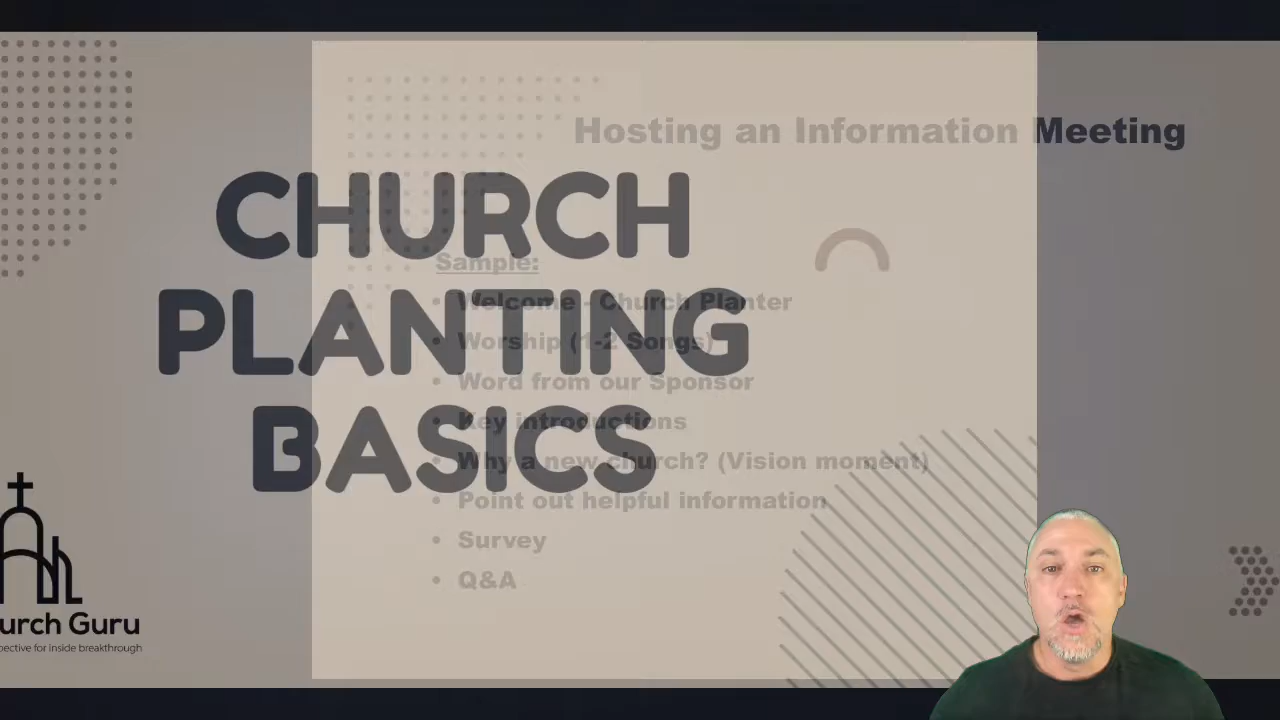 Hosting an Information Meeting
CHURCH
PLANTING
BASICS
Sample:
• Welcome - Church Planter
• Worship (1-2 Songs)
• Word from our Sponsor
• Key introductions
• Why a new church? (Vision moment)
• Point out helpful information
• Survey
• Q&A
urch Guru
pective for inside breakthrough